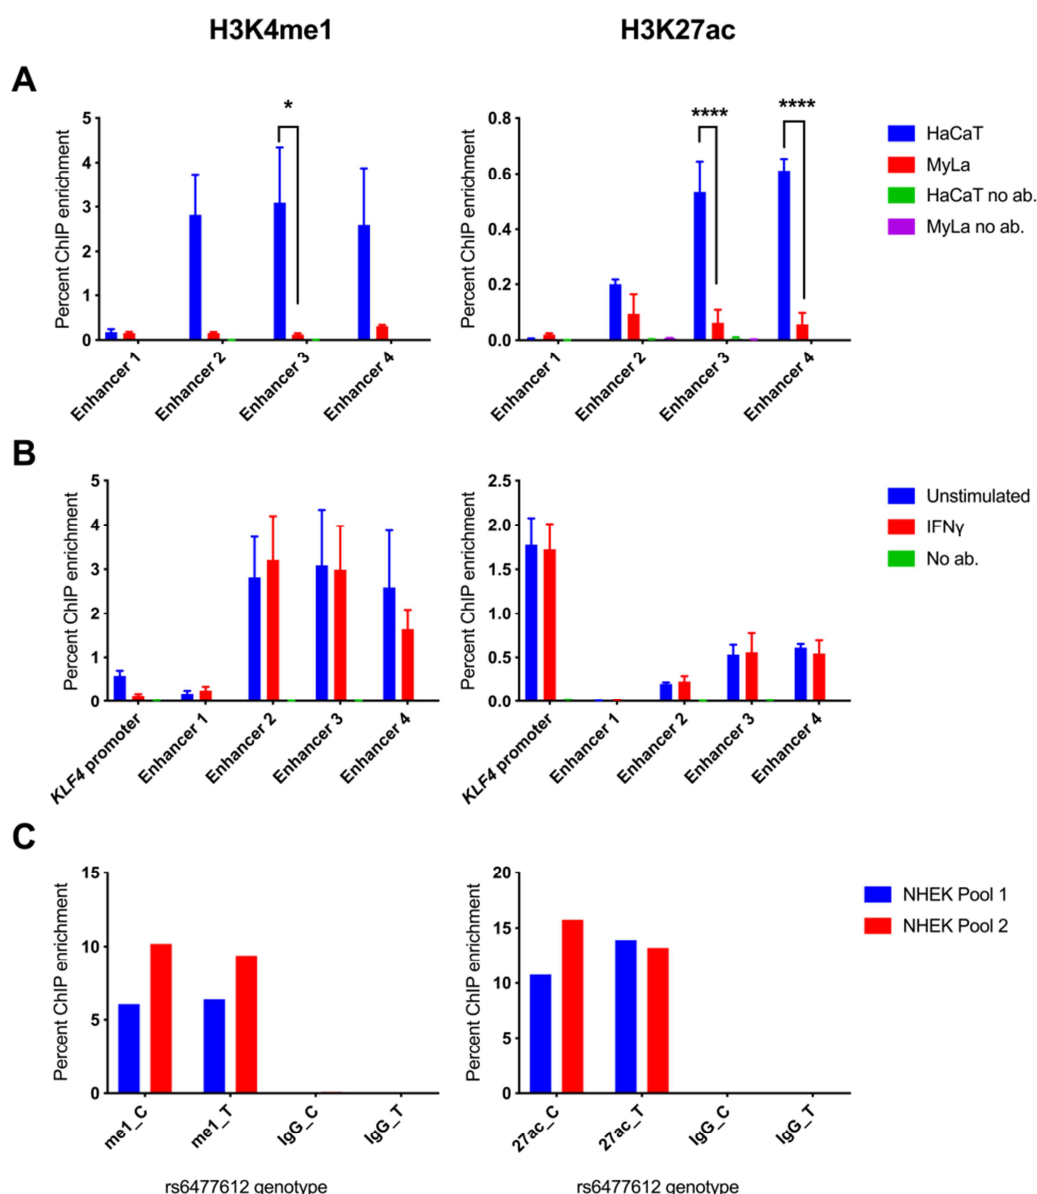 H3K4me1
H3K27ac
A
*
Percent ChIP enrichment
5
4
3
2
1
0
Enhancer 1
Enhancer 2
Enhancer 3
Enhancer 4
****
****
Percent ChIP enrichment
0.8
0.6
0.4
0.2
0.0
Enhancer 1
Enhancer 2
Enhancer 3
Enhancer 4
HaCaT
MyLa
HaCaT no ab.
MyLa no ab.
B
Percent ChIP enrichment
5
4
3
2
1
0
KLF4 promoter
Enhancer 1
Enhancer 2
Enhancer 3
Enhancer 4
Percent ChIP enrichment
2.5
2.0
1.5
1.0
0.5
0.0
KLF4 promoter
Enhancer 1
Enhancer 2
Enhancer 3
Enhancer 4
Unstimulated
IFNγ
No ab.
C
Percent ChIP enrichment
15
10
5
0
me1_C
me1_T
IgG_C
IgG_T
rs6477612 genotype
Percent ChIP enrichment
20
15
10
5
0
27ac_C
27ac_T
IgG_C
IgG_T
rs6477612 genotype
NHEK Pool 1
NHEK Pool 2